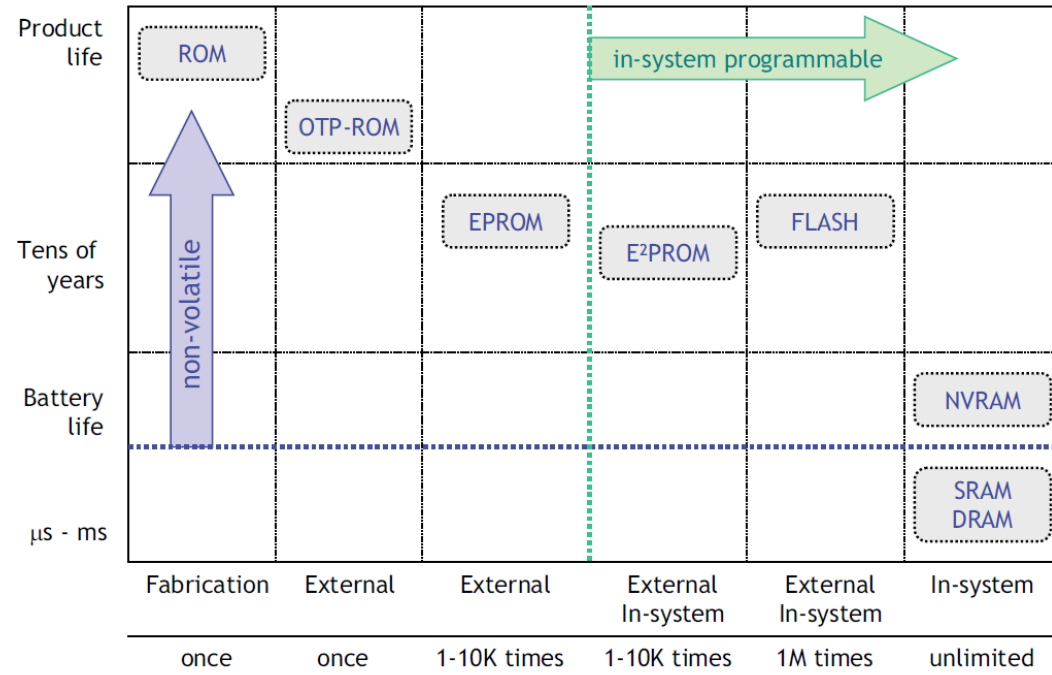 Product
life
ROM
in-system programmable
OTP-ROM
non-volatile
Tens of
years
EPROM
E²PROM
FLASH
Battery
life
NVRAM
μs - ms
SRAM
DRAM
Fabrication
External
External
External
In-system
External
In-system
In-system
once
once
1-10K times
1-10K times
1M times
unlimited